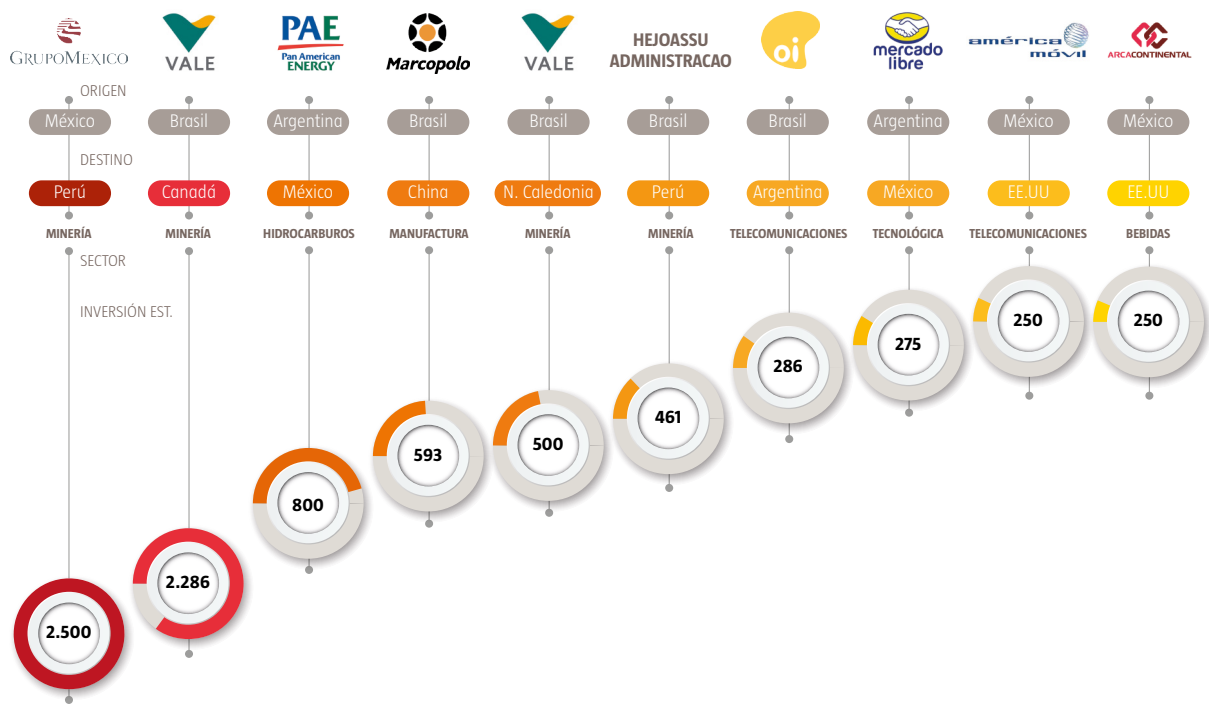 GRUPOMEXICO
VALE
PAE
Pan American
ENERGY
Marcopolo
VALE
HEJOASSU
ADMINISTRACAO
oi
mercado
libre
américa
móvil
ARCACONTINENTAL
ORIGEN
México
Brasil
Argentina
Brasil
Brasil
Brasil
Brasil
Argentina
México
México
DESTINO
Perú
Canadá
México
China
N. Caledonia
Perú
Argentina
México
EE.UU
EE.UU
MINERÍA
MINERÍA
HIDROCARBUROS
MANUFACTURA
MINERÍA
MINERÍA
TELECOMUNICACIONES
TECNOLÓGICA
TELECOMUNICACIONES
BEBIDAS
SECTOR
INVERSIÓN EST.
2.500
2.286
800
593
500
461
286
275
250
250